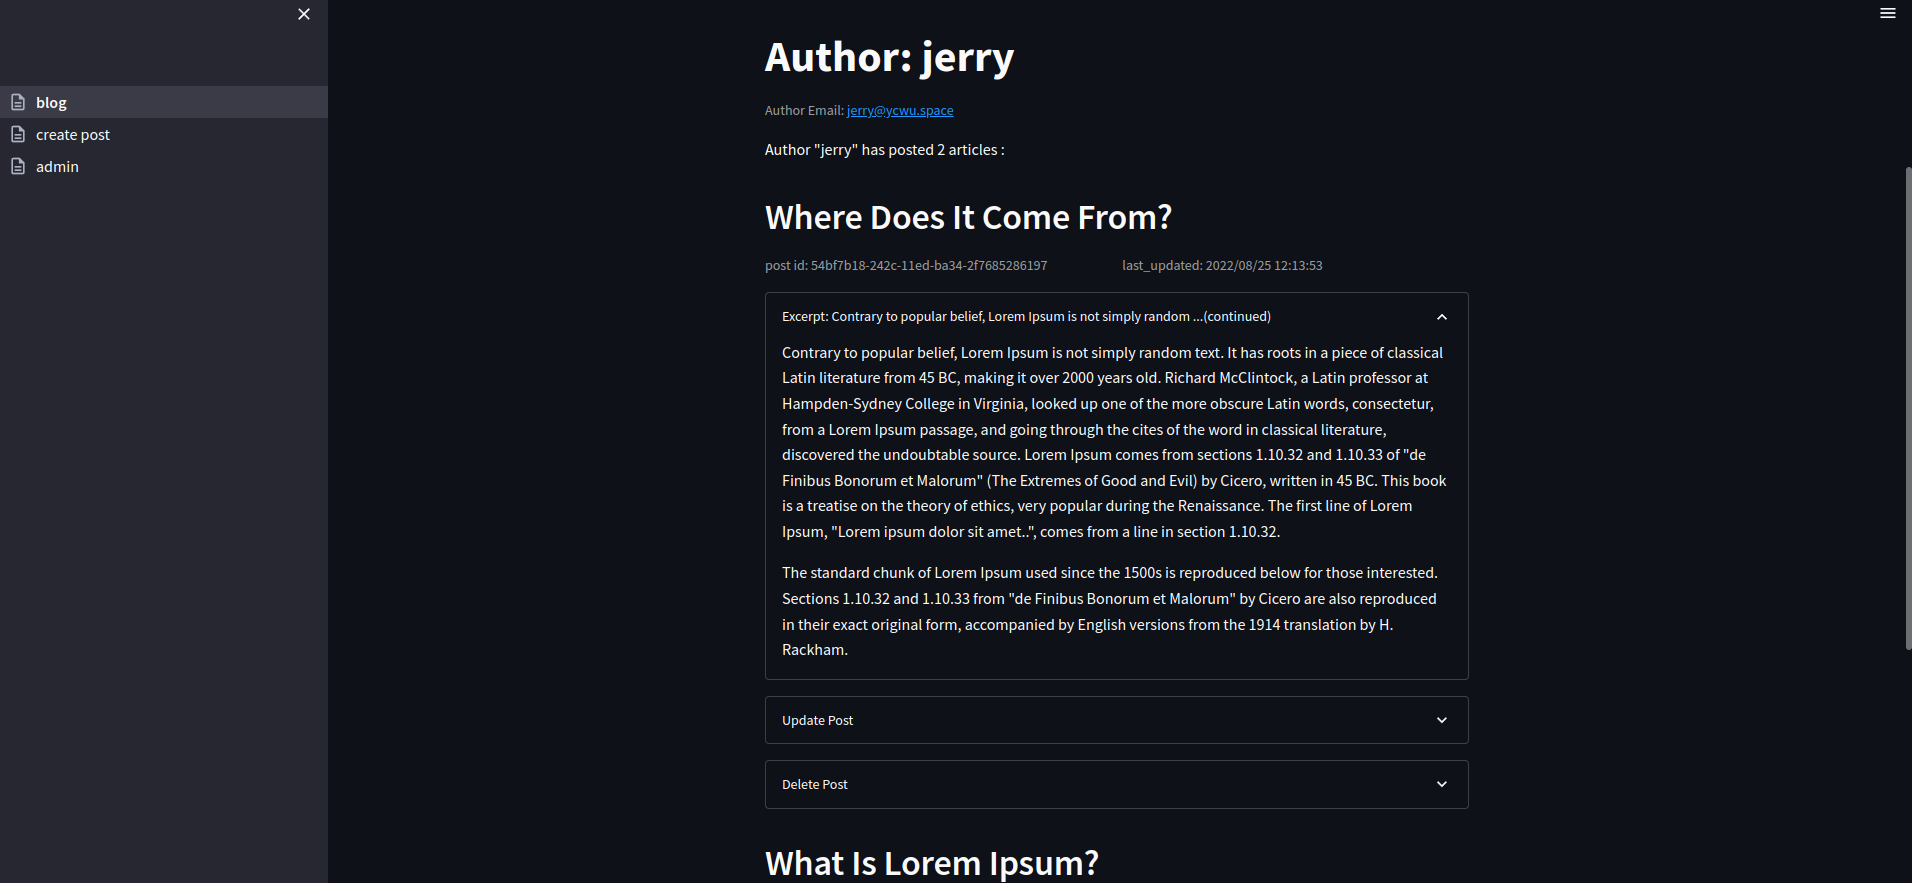 blog
create post
admin
Author: jerry
Author Email: jerry@ycwu.space
Author "jerry" has posted 2 articles :
Where Does It Come From?
post id: 54bf7b18-242c-11ed-ba34-2f7685286197 last_updated: 2022/08/25 12:13:53
Excerpt: Contrary to popular belief, Lorem Ipsum is not simply random ...(continued)
Contrary to popular belief, Lorem Ipsum is not simply random text. It has roots in a piece of classical
Latin literature from 45 BC, making it over 2000 years old. Richard McClintock, a Latin professor at
Hampden-Sydney College in Virginia, looked up one of the more obscure Latin words, consectetur,
from a Lorem Ipsum passage, and going through the cites of the word in classical literature,
discovered the undoubtable source. Lorem Ipsum comes from sections 1.10.32 and 1.10.33 of "de
Finibus Bonorum et Malorum" (The Extremes of Good and Evil) by Cicero, written in 45 BC. This book
is a treatise on the theory of ethics, very popular during the Renaissance. The first line of Lorem
Ipsum, "Lorem ipsum dolor sit amet..", comes from a line in section 1.10.32.
The standard chunk of Lorem Ipsum used since the 1500s is reproduced below for those interested.
Sections 1.10.32 and 1.10.33 from "de Finibus Bonorum et Malorum" by Cicero are also reproduced
in their exact original form, accompanied by English versions from the 1914 translation by H.
Rackham.
Update Post
Delete Post
What Is Lorem Ipsum?